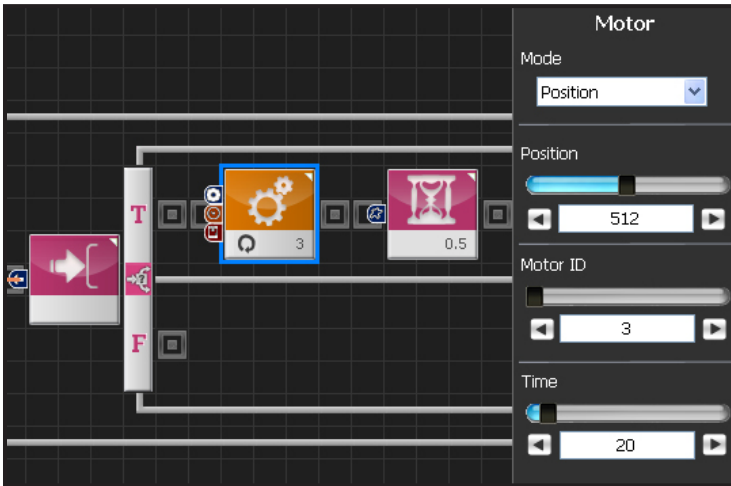 Motor
Mode
Position
Position
512
Motor ID
3
Time
20
T
3
0.5
?
F